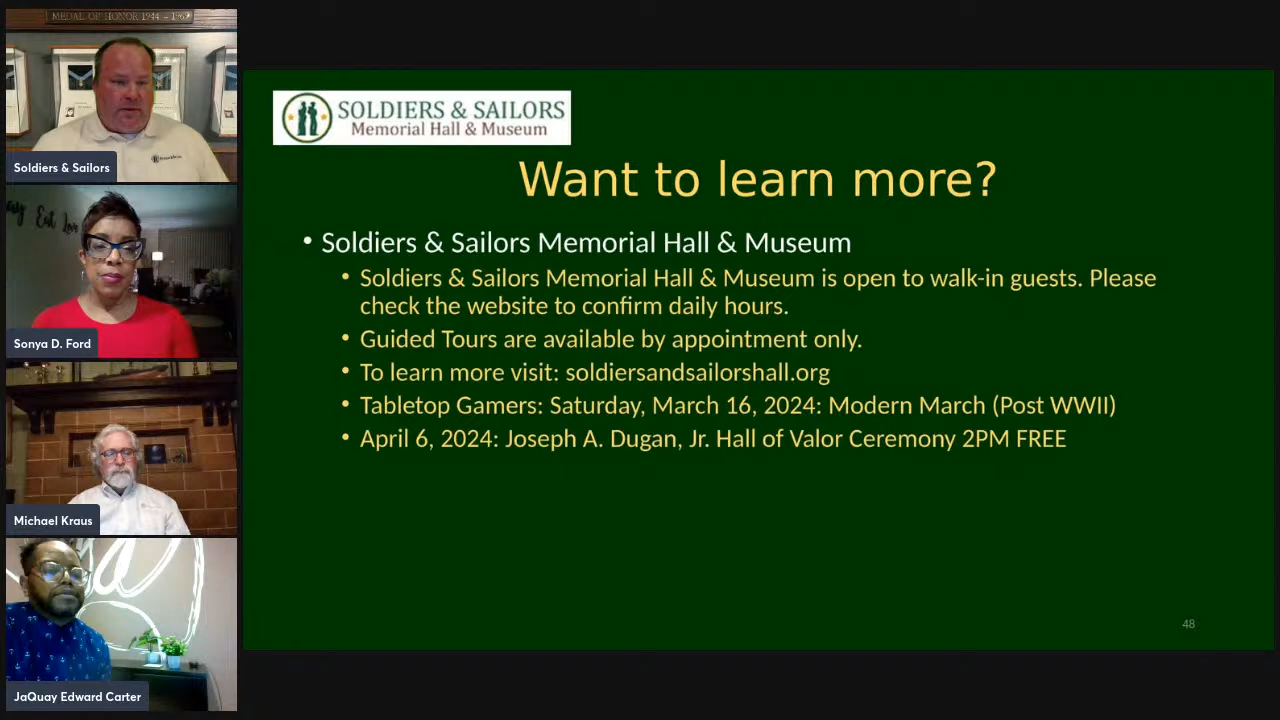 MEDAL OF HONOR 1944 - 1969
Soldiers & Sailors
Sonya D. Ford
Michael Kraus
JaQuay Edward Carter
SOLDIERS & SAILORS
Memorial Hall & Museum
Want to learn more?
• Soldiers & Sailors Memorial Hall & Museum
• Soldiers & Sailors Memorial Hall & Museum is open to walk-in guests. Please
check the website to confirm daily hours.
• Guided Tours are available by appointment only.
• To learn more visit: soldiersandsailorshall.org
• Tabletop Gamers: Saturday, March 16, 2024: Modern March (Post WWII)
• April 6, 2024: Joseph A. Dugan, Jr. Hall of Valor Ceremony 2PM FREE
48